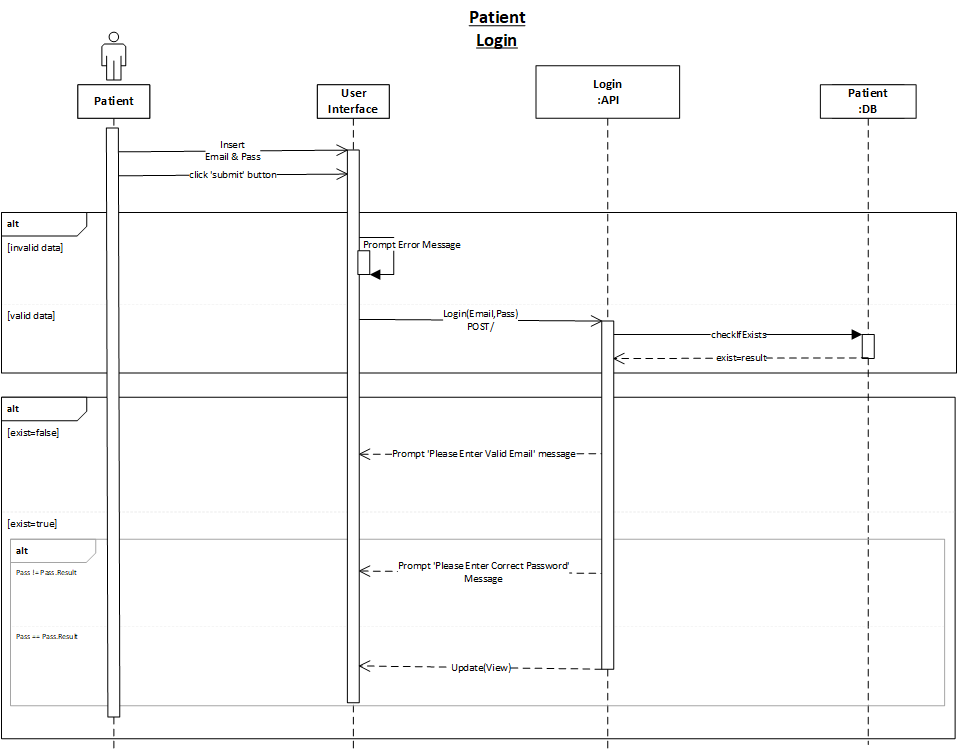 Patient
Login
Patient
User
Interface
Login
:API
Patient
:DB
Insert
Email & Pass
click 'submit' button
alt
[invalid data]
Prompt Error Message
[valid data]
Login(Email,Pass)
POST/
checkIfExists
exist=result
alt
[exist=false]
Prompt 'Please Enter Valid Email' message
[exist=true]
alt
Pass != Pass.Result
Prompt 'Please Enter Correct Password'
Message
Pass == Pass.Result
Update(View)